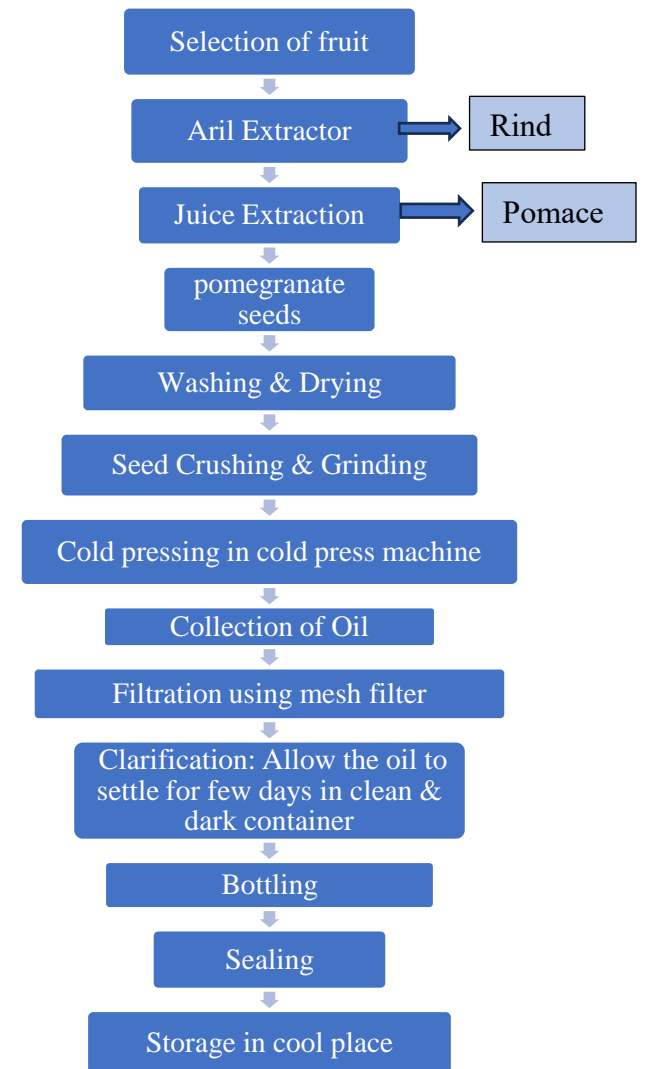 Selection of fruit
Aril Extractor
Rind
Juice Extraction
Pomace
pomegranate
seeds
Washing & Drying
Seed Crushing & Grinding
Cold pressing in cold press machine
Collection of Oil
Filtration using mesh filter
Clarification: Allow the oil to
settle for few days in clean &
dark container
Bottling
Sealing
Storage in cool place